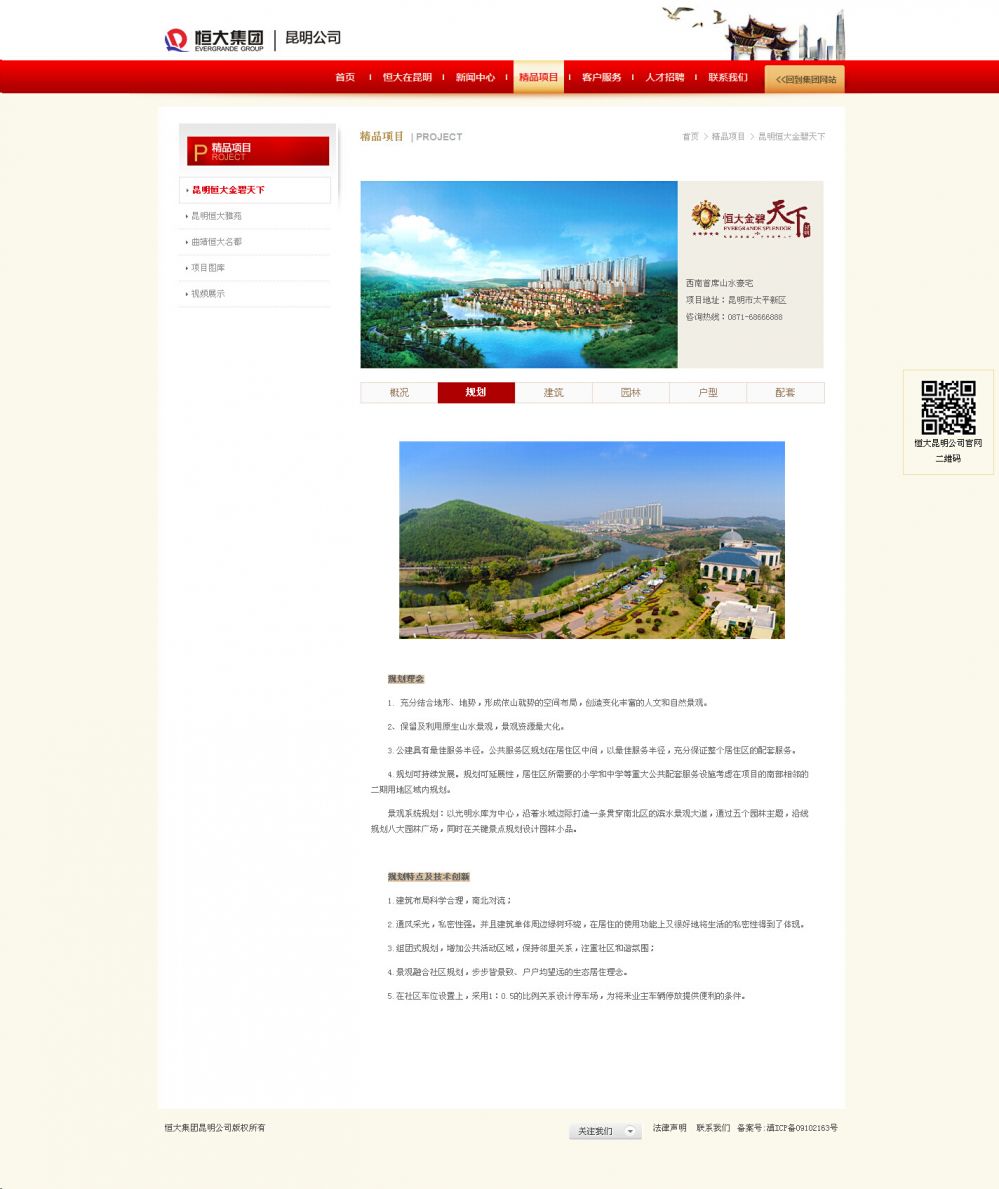 恒大集团
EVERGRANDE GROUP
昆明公司
首页
恒大在昆明
新闻中心
精品项目
客户服务
人才招聘
联系我们
<<回到集团网站
P 精品项目
ROJECT
昆明恒大金碧天下
昆明恒大雅苑
曲靖恒大名都
项目图库
视频展示
精品项目 | PROJECT
首页 > 精品项目 > 昆明恒大金碧天下
恒大金碧天下
EVERGRANDE SPLENDOR
西南首席山水豪宅
项目地址：昆明市太平新区
咨询热线：0871-68666888
概况
规划
建筑
园林
户型
配套
恒大昆明公司官网
二维码
规划理念
1. 充分结合地形、地势，形成依山就势的空间布局，创造变化丰富的人文和自然景观。
2、保留及利用原生山水景观，景观资源最大化。
3.公建具有最佳服务半径。公共服务区规划在居住区中间，以最佳服务半径，充分保证整个居住区的配套服务。
4.规划可持续发展。规划可延展性，居住区所需要的小学和中学等重大公共配套服务设施考虑在项目的南部相邻的
二期用地区域内规划。
景观系统规划：以光明水库为中心，沿着水域边际打造一条贯穿南北区的滨水景观大道，通过五个园林主题，沿线
规划八大园林广场，同时在关键景点规划设计园林小品。
规划特点及技术创新
1.建筑布局科学合理，南北对流；
2.通风采光，私密性强。并且建筑单体周边绿树环绕，在居住的使用功能上又很好地将生活的私密性得到了体现。
3.组团式规划，增加公共活动区域，保持邻里关系，注重社区和谐氛围；
4.景观融合社区规划，步步皆景致、户户均望远的生态居住理念。
5.在社区车位设置上，采用1：0.5的比例关系设计停车场，为将来业主车辆停放提供便利的条件。
恒大集团昆明公司版权所有
关注我们
法律声明
联系我们
备案号:滇ICP备09102163号